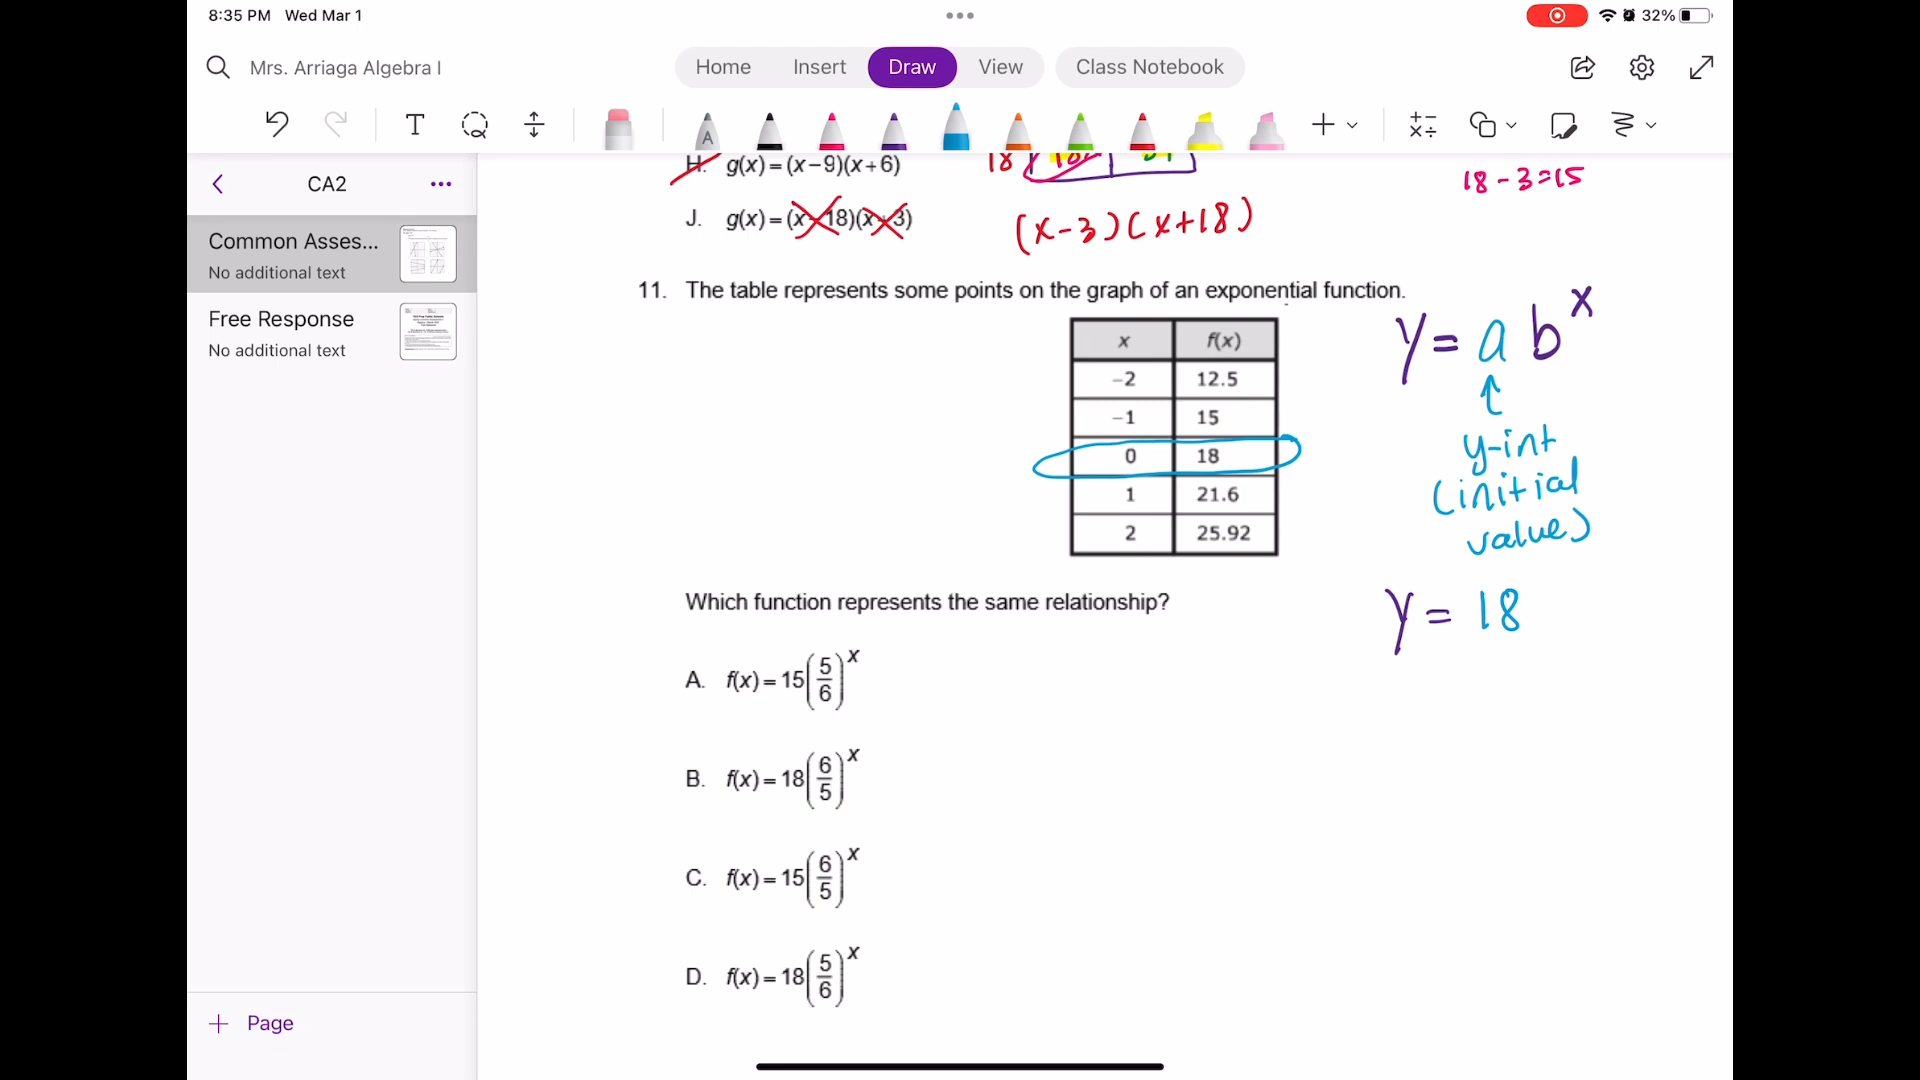 8:35 PM Wed Mar 1
32%
Mrs. Arriaga Algebra I
Home Insert Draw View Class Notebook
T
A
CA2
Common Asses...
No additional text
Free Response
No additional text
+ Page
H. g(x) = (x − 9)(x + 6)
18
18 - 3 = 15
J. g(x) = (x 18)(x 3)
(x - 3)(x + 18)
11. The table represents some points on the graph of an exponential function.
x f(x)
−2 12.5
−1 15
0 18
1 21.6
2 25.92
y = a b^x
↑
y-int
(initial
value)
y = 18
Which function represents the same relationship?
A. f(x) = 15(5/6)^x
B. f(x) = 18(6/5)^x
C. f(x) = 15(6/5)^x
D. f(x) = 18(5/6)^x